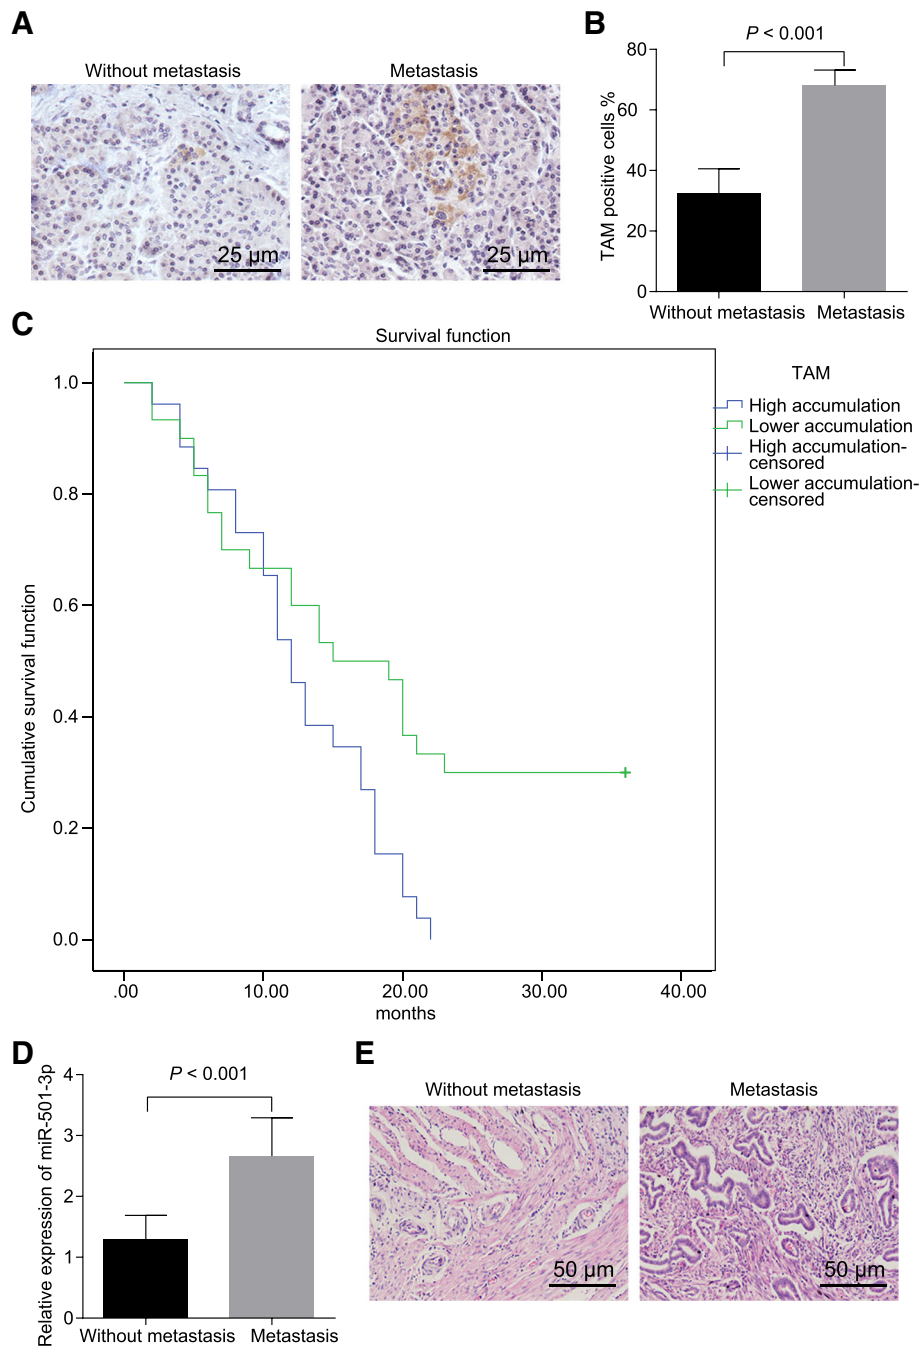 A
Without metastasis
Metastasis
25 µm
25 µm
B
P < 0.001
TAM positive cells %
80
60
40
20
0
Without metastasis
Metastasis
C
Survival function
Cumulative survival function
1.0
0.8
0.6
0.4
0.2
0.0
.00
10.00
20.00
30.00
40.00
months
TAM
High accumulation
Lower accumulation
High accumulation-
censored
Lower accumulation-
censored
D
P < 0.001
Relative expression of miR-501-3p
4
3
2
1
0
Without metastasis
Metastasis
E
Without metastasis
Metastasis
50 µm
50 µm